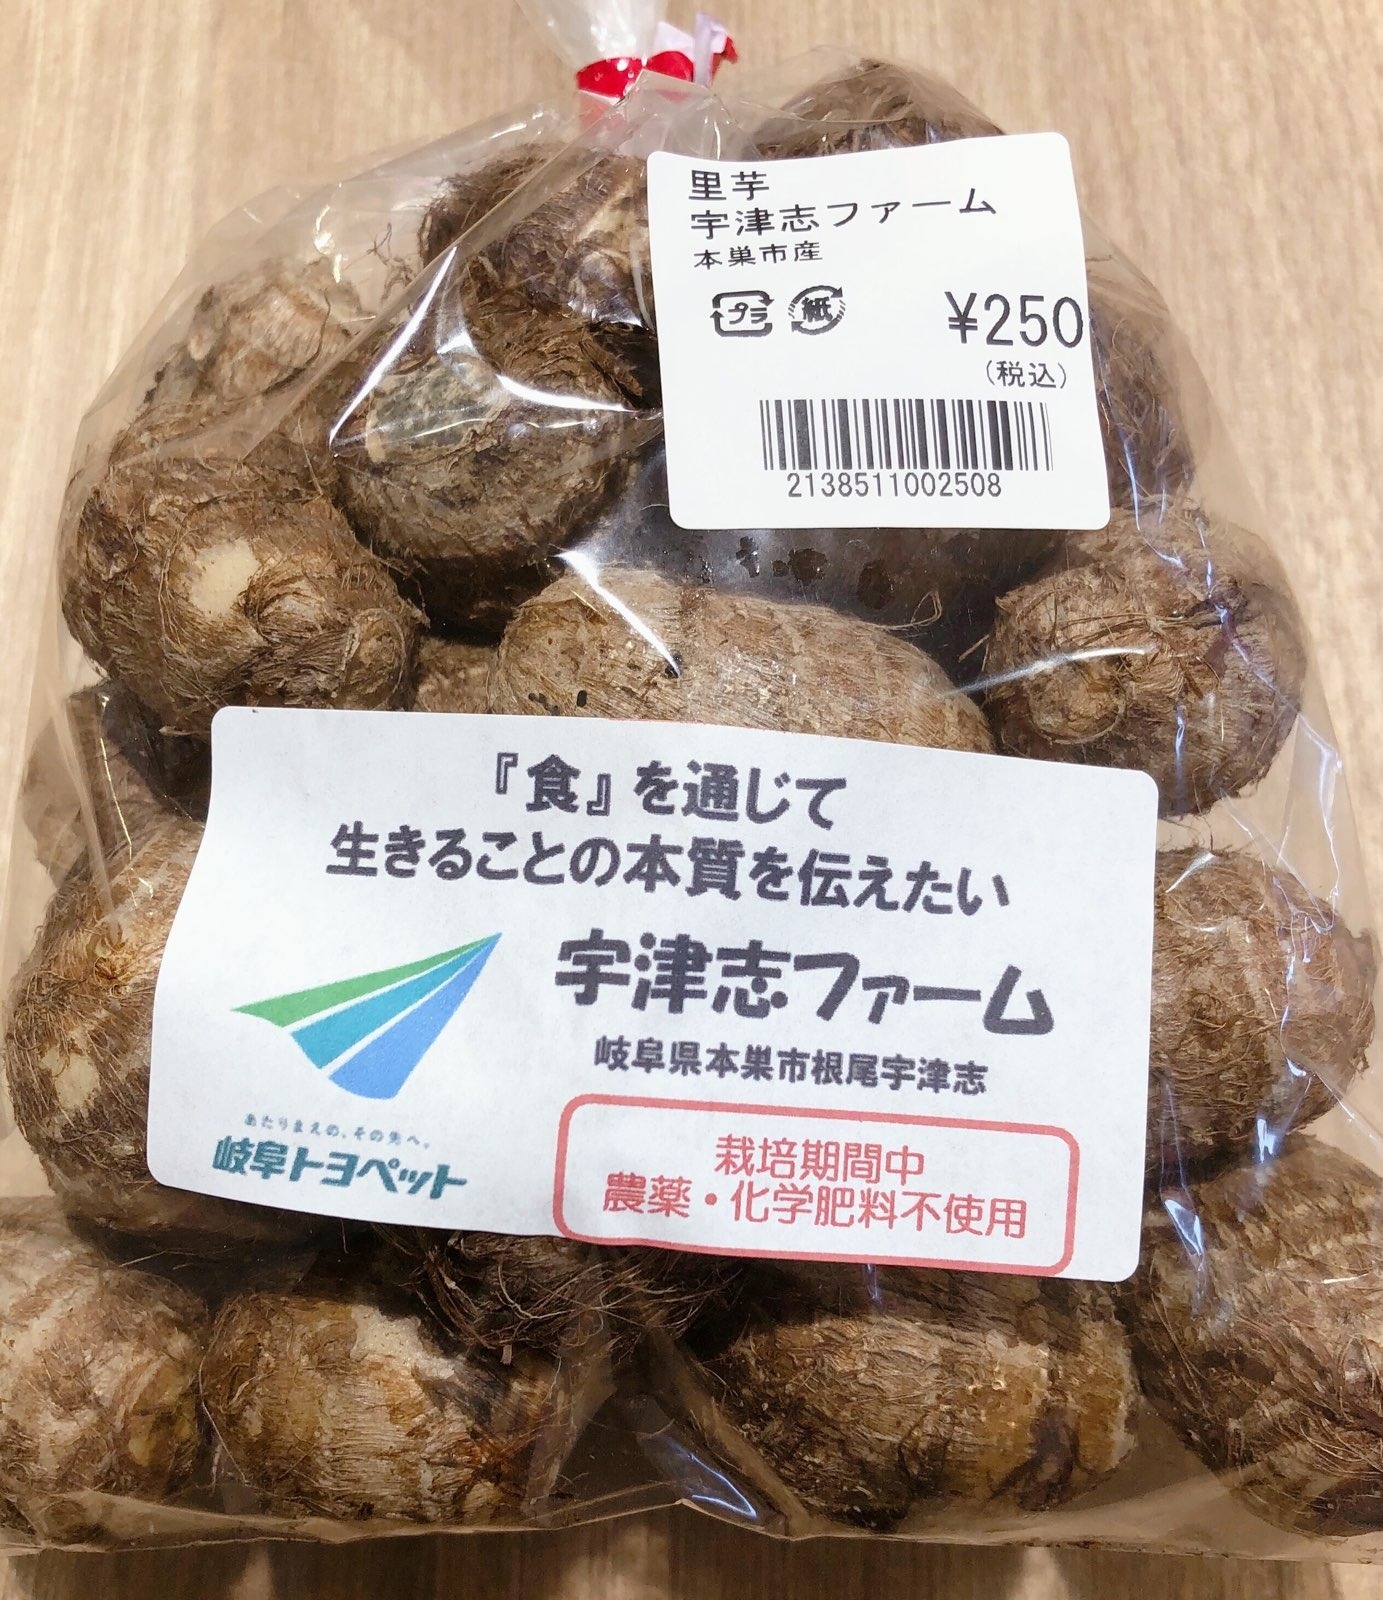 里芋
宇津志ファーム
本巣市産
プラ 紙
¥250
(税込)
2138511002508
『食』を通じて
生きることの本質を伝えたい
宇津志ファーム
岐阜県本巣市根尾宇津志
あたりまえの、その先へ。
岐阜トヨペット
栽培期間中
農薬・化学肥料不使用